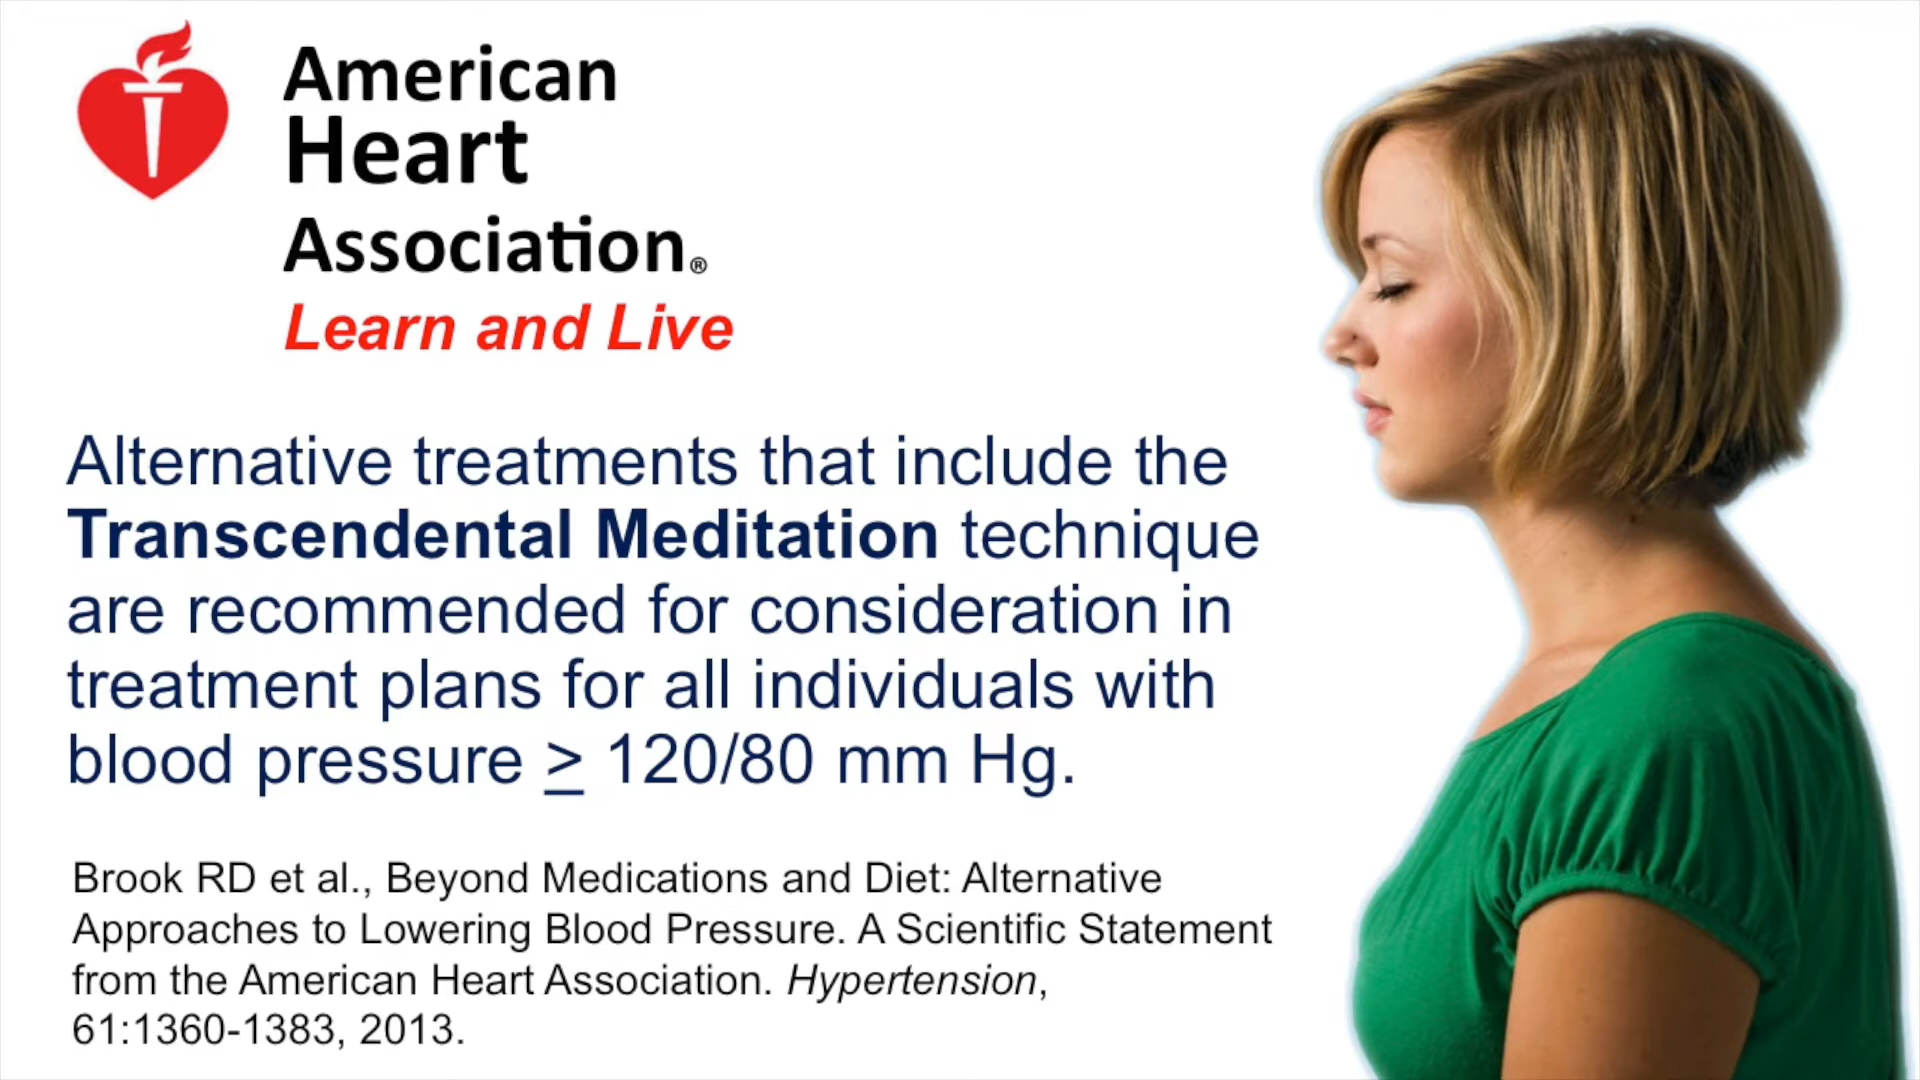 American
Heart
Association®
Learn and Live
Alternative treatments that include the
Transcendental Meditation technique
are recommended for consideration in
treatment plans for all individuals with
blood pressure ≥ 120/80 mm Hg.
Brook RD et al., Beyond Medications and Diet: Alternative
Approaches to Lowering Blood Pressure. A Scientific Statement
from the American Heart Association. Hypertension,
61:1360-1383, 2013.